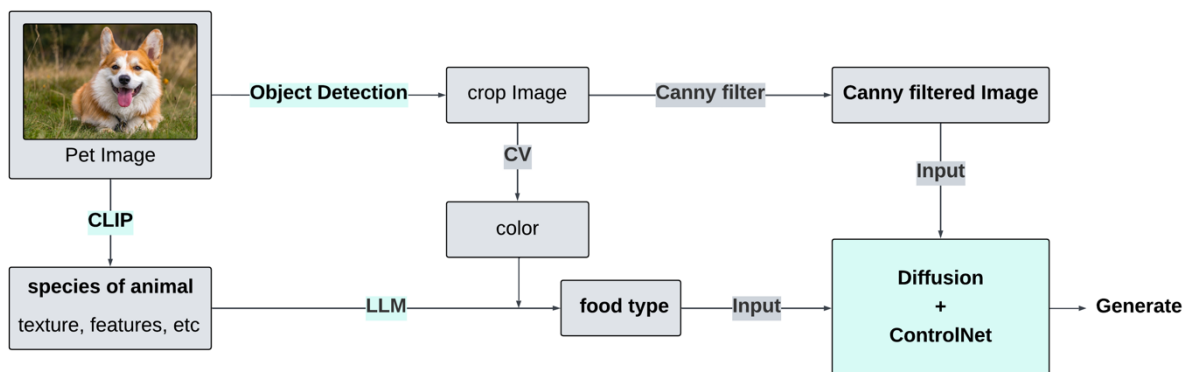 Pet Image
Object Detection
crop Image
Canny filter
Canny filtered Image
CV
Input
CLIP
color
species of animal
texture, features, etc
LLM
food type
Input
Diffusion
+
ControlNet
Generate